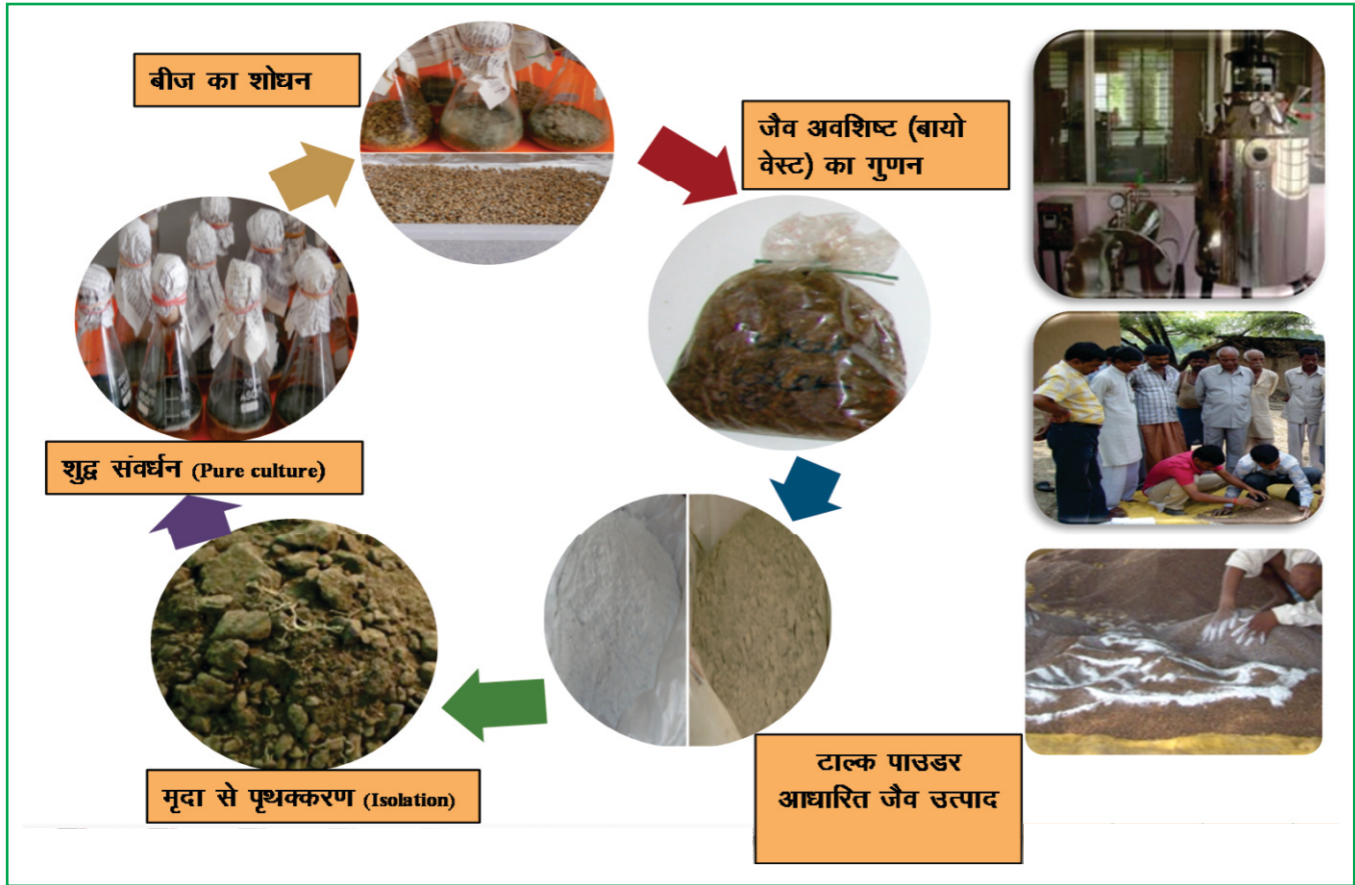 बीज का शोधन
जैव अवशिष्ट (बायो
वेस्ट) का गुणन
शुद्व संवर्धन (Pure culture)
मृदा से पृथक्करण (Isolation)
टाल्क पाउडर
आधारित जैव उत्पाद